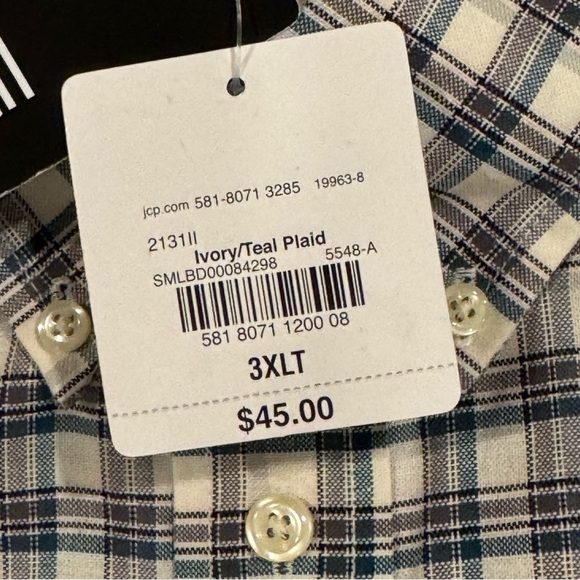 jcp.com 581-8071 3285 19963-8
2131II
Ivory/Teal Plaid
SMLBD00084298 5548-A
581 8071 1200 08
3XLT
$45.00